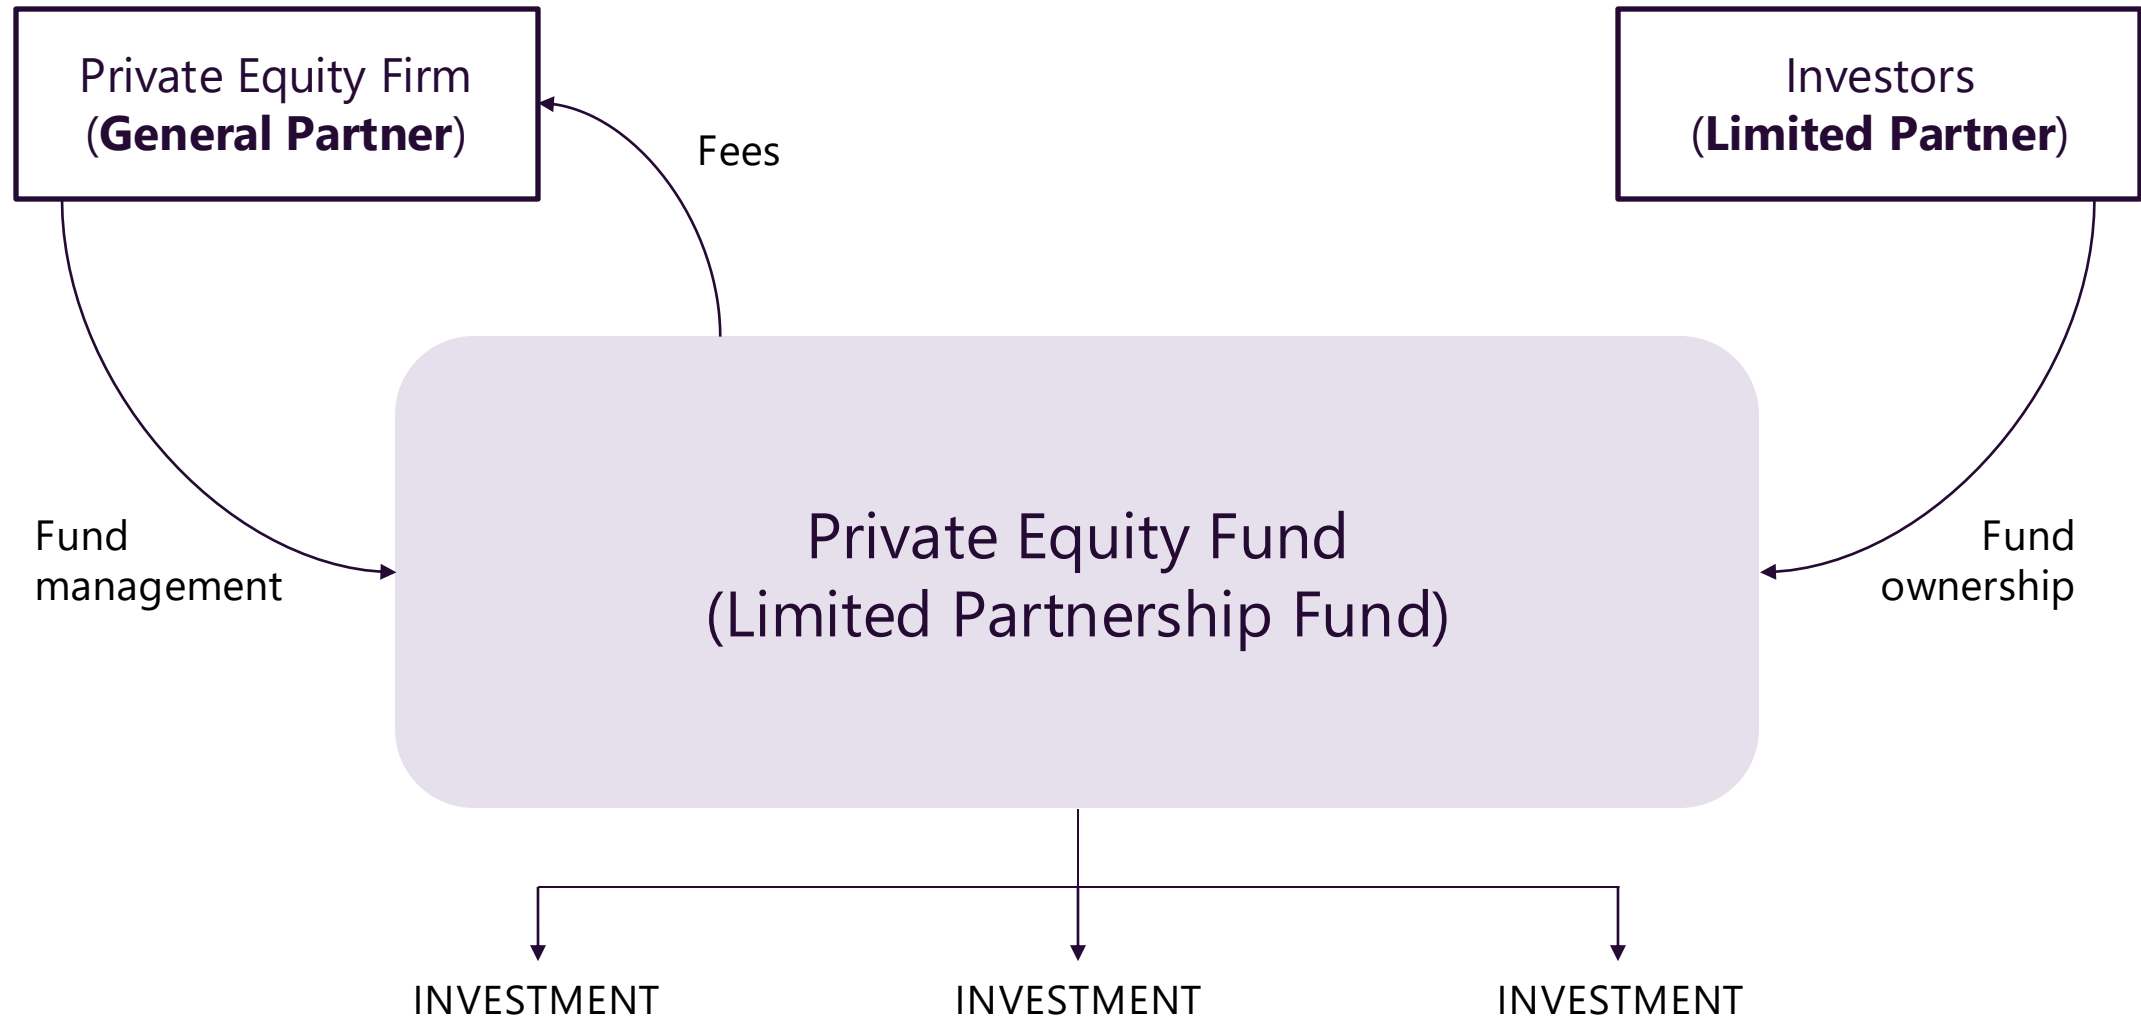 Private Equity Firm
(General Partner)
Investors
(Limited Partner)
Fees
Fund
management
Fund
ownership
Private Equity Fund
(Limited Partnership Fund)
INVESTMENT
INVESTMENT
INVESTMENT